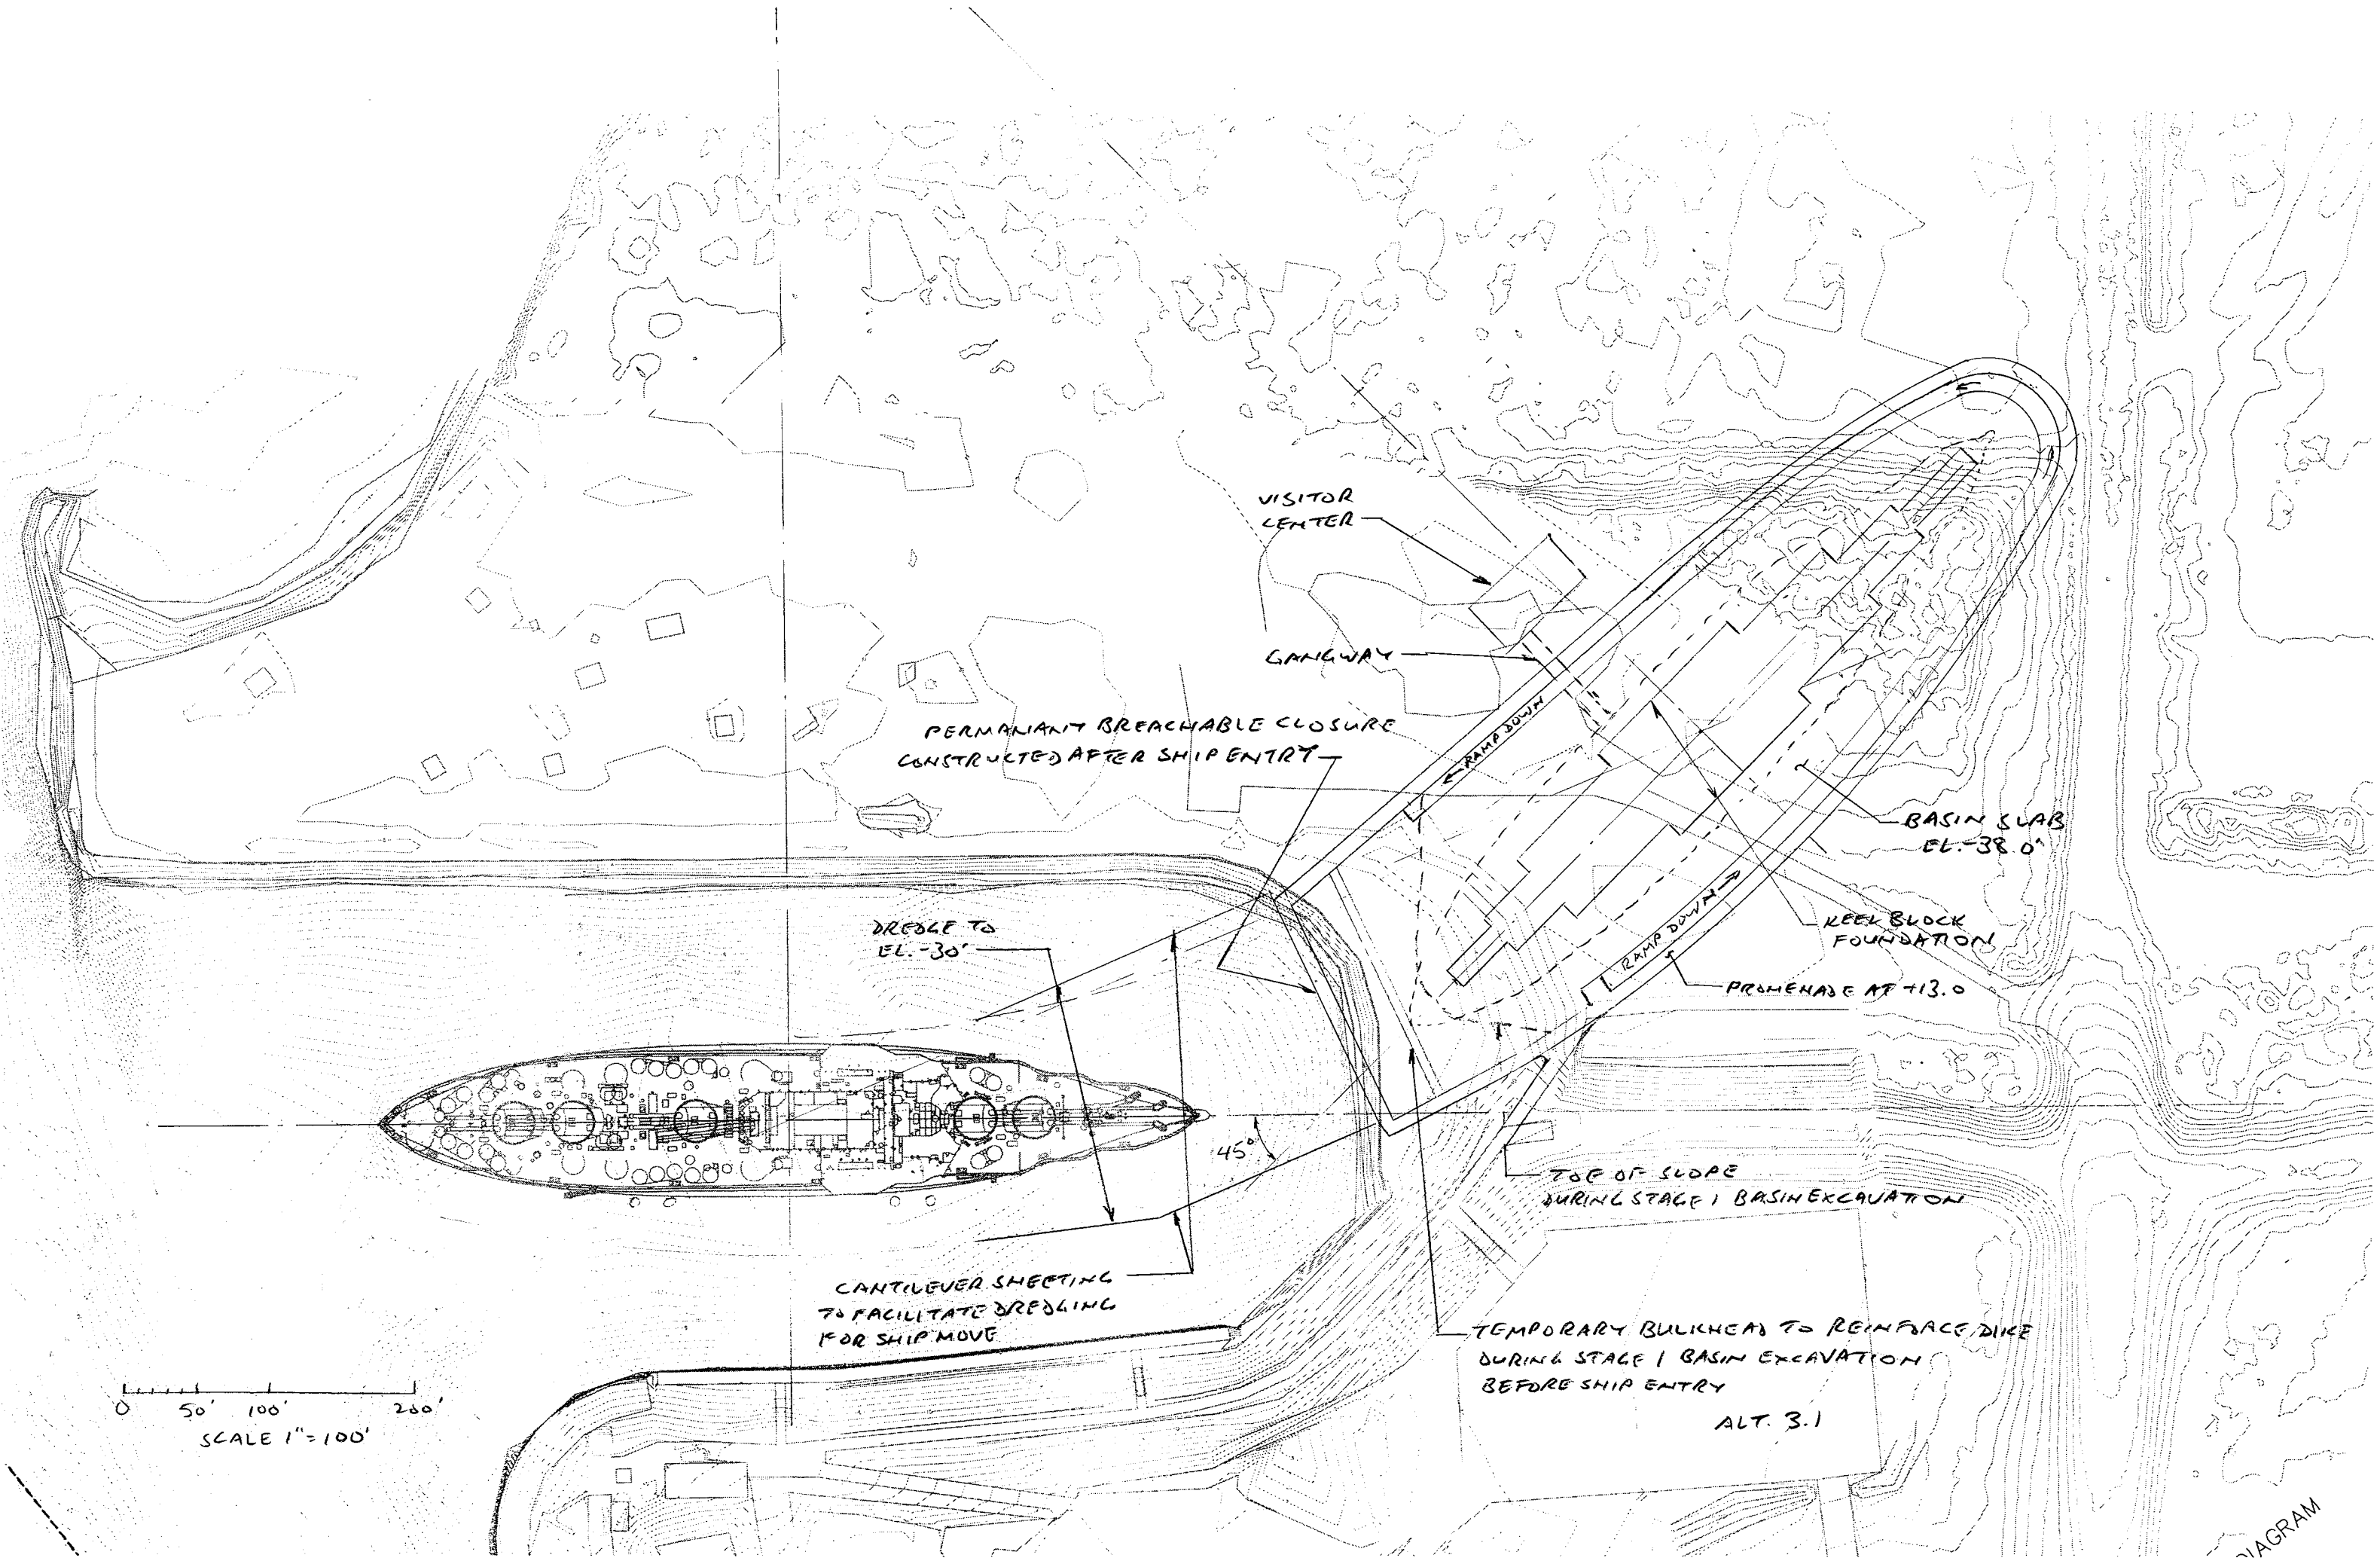 VISITOR
CENTER
GANGWAY
PERMANIANT BREACHABLE CLOSURE
CONSTRUCTED AFTER SHIP ENTRY
RAMP DOWN
BASIN SLAB
EL.-38.0'
KEEL BLOCK
FOUNDATION
RAMP DOWN
PROMENADE AT +13.0
DREDGE TO
EL.-30'
45°
TOE OF SLOPE
DURING STAGE 1 BASIN EXCAVATION
CANTILEVER SHEETING
TO FACILITATE DREDGING
FOR SHIP MOVE
TEMPORARY BULKHEAD TO REINFORCE DIKE
DURING STAGE 1 BASIN EXCAVATION
BEFORE SHIP ENTRY
ALT. 3.1
0 50' 100' 200'
SCALE 1"=100'
DIAGRAM